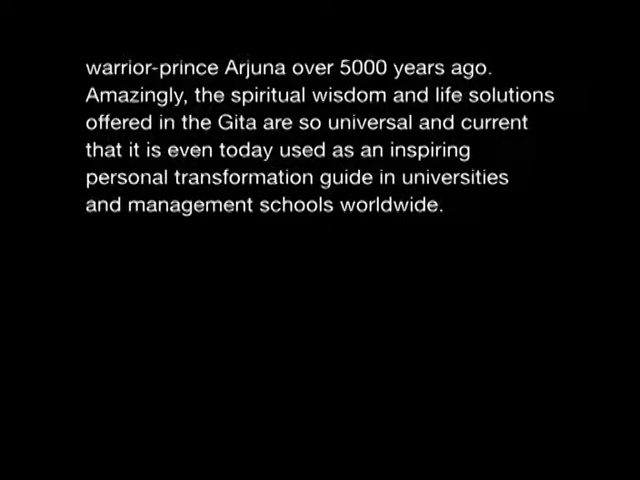 warrior-prince Arjuna over 5000 years ago.
Amazingly, the spiritual wisdom and life solutions
offered in the Gita are so universal and current
that it is even today used as an inspiring
personal transformation guide in universities
and management schools worldwide.